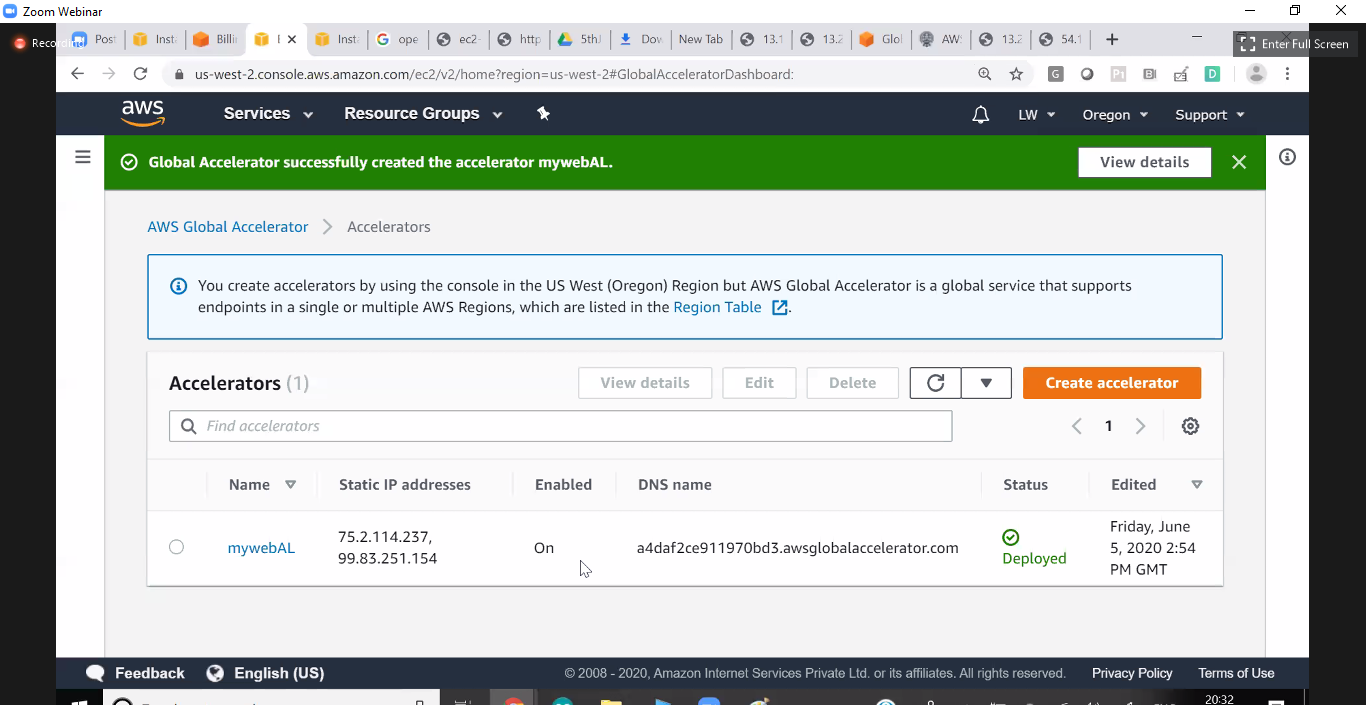 Zoom Webinar
Recording
Post
Inst
Billi
I
Inst
ope
ec2-
http
5thJ
Dov
New Tab
13.1
13.2
Glol
AW
13.2
54.1
Enter Full Screen
us-west-2.console.aws.amazon.com/ec2/v2/home?region=us-west-2#GlobalAcceleratorDashboard:
aws
Services
Resource Groups
LW
Oregon
Support
Global Accelerator successfully created the accelerator mywebAL.
View details
AWS Global Accelerator
Accelerators
You create accelerators by using the console in the US West (Oregon) Region but AWS Global Accelerator is a global service that supports
endpoints in a single or multiple AWS Regions, which are listed in the Region Table .
Accelerators (1)
View details
Edit
Delete
Create accelerator
Find accelerators
1
Name
Static IP addresses
Enabled
DNS name
Status
Edited
mywebAL
75.2.114.237,
99.83.251.154
On
a4daf2ce911970bd3.awsglobalaccelerator.com
Deployed
Friday, June
5, 2020 2:54
PM GMT
Feedback
English (US)
© 2008 - 2020, Amazon Internet Services Private Ltd. or its affiliates. All rights reserved.
Privacy Policy
Terms of Use
20:32